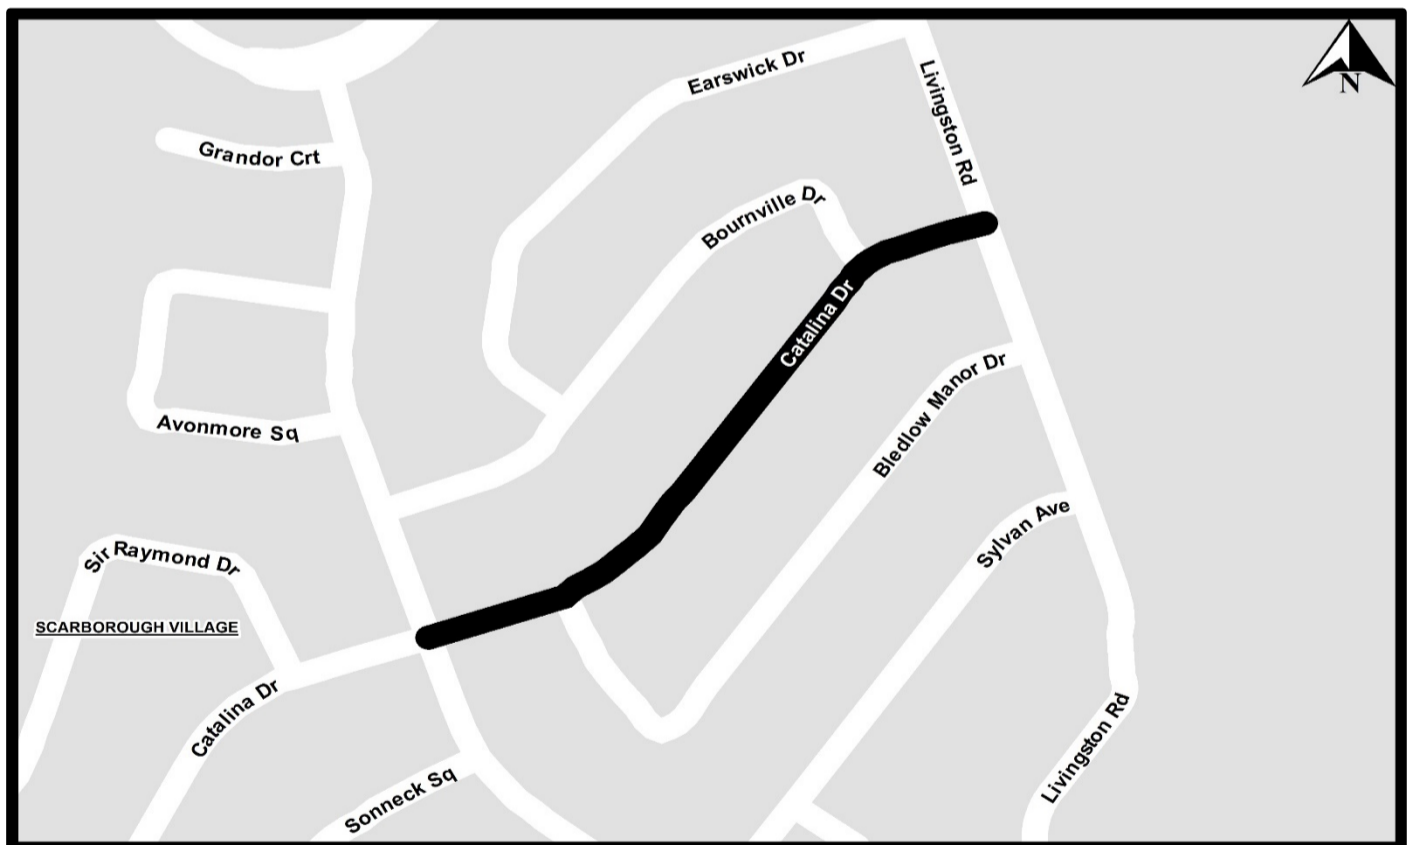 Earswick Dr
Livingston Rd
N
Grandor Crt
Bournville Dr
Catalina Dr
Bledlow Manor Dr
Avonmore Sq
Sylvan Ave
Sir Raymond Dr
SCARBOROUGH VILLAGE
Catalina Dr
Livingston Rd
Sonneck Sq